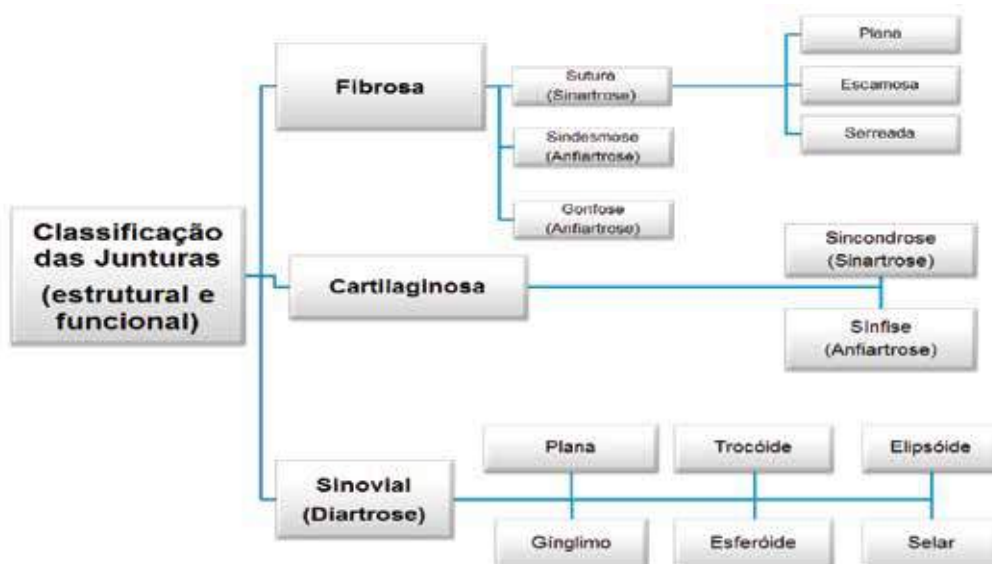 Classificação
das Junturas
(estrutural e
funcional)
Fibrosa
Sutura
(Sinartrose)
Plana
Escamosa
Serreada
Sindesmose
(Anfiartrose)
Gonfose
(Anfiartrose)
Cartilaginosa
Sincondrose
(Sinartrose)
Sínfise
(Anfiartrose)
Sinovial
(Diartrose)
Plana
Trocóide
Elipsóide
Gínglimo
Esferóide
Selar